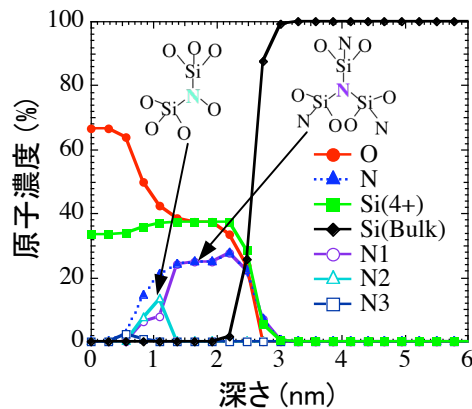 原子濃度 (%)
100
80
60
40
20
0
0 1 2 3 4 5 6
深さ (nm)
O O O
Si
O N O
Si
O O O
N
O O
Si
O N O
Si Si
N O O N
O
N
Si(4+)
Si(Bulk)
N1
N2
N3